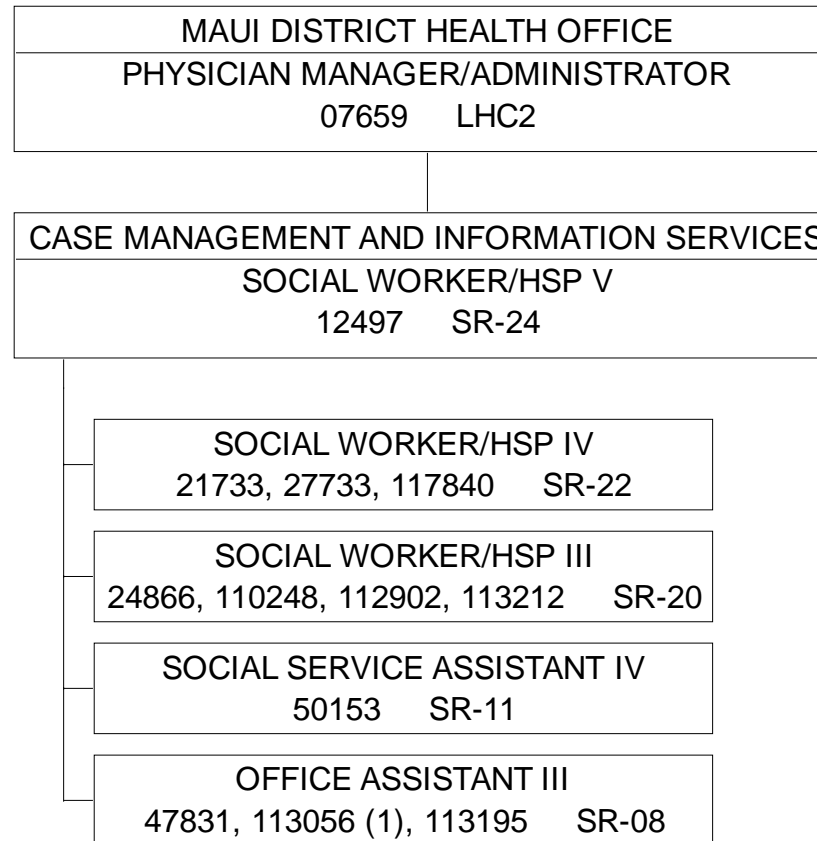 MAUI DISTRICT HEALTH OFFICE
PHYSICIAN MANAGER/ADMINISTRATOR
07659 LHC2
CASE MANAGEMENT AND INFORMATION SERVICES
SOCIAL WORKER/HSP V
12497 SR-24
SOCIAL WORKER/HSP IV
21733, 27733, 117840 SR-22
SOCIAL WORKER/HSP III
24866, 110248, 112902, 113212 SR-20
SOCIAL SERVICE ASSISTANT IV
50153 SR-11
OFFICE ASSISTANT III
47831, 113056 (1), 113195 SR-08